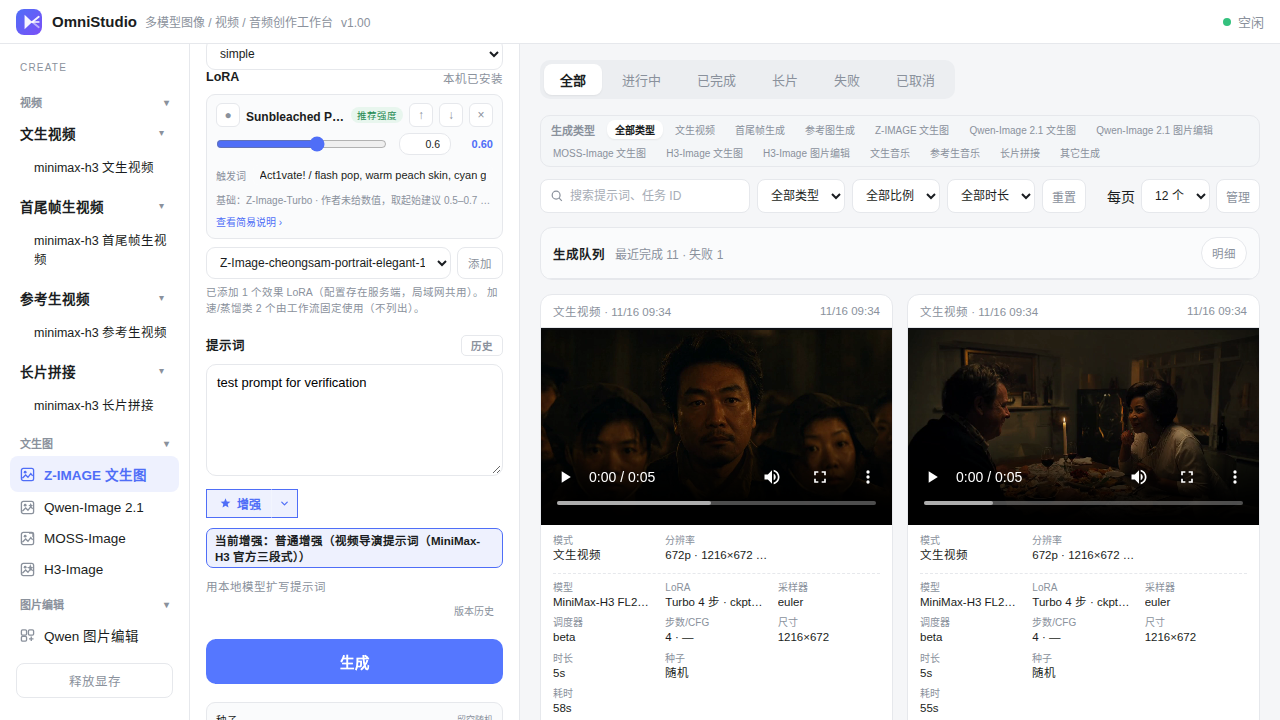 OmniStudio 多模型图像 / 视频 / 音频创作工作台 v1.00
空闲
CREATE
视频
文生视频
minimax-h3 文生视频
首尾帧生视频
minimax-h3 首尾帧生视
频
参考生视频
minimax-h3 参考生视频
长片拼接
minimax-h3 长片拼接
文生图
Z-IMAGE 文生图
Qwen-Image 2.1
MOSS-Image
H3-Image
图片编辑
Qwen 图片编辑
释放显存
simple
LoRA 本机已安装
Sunbleached P… 推荐强度 ↑ ↓ ×
0.6 0.60
触发词 Act1vate! / flash pop, warm peach skin, cyan g
基础：Z-Image-Turbo · 作者未给数值，取起始建议 0.5–0.7 …
查看简易说明 ›
Z-Image-cheongsam-portrait-elegant-1 添加
已添加 1 个效果 LoRA（配置存在服务端，局域网共用）。 加
速/蒸馏类 2 个由工作流固定使用（不列出）。
提示词 历史
test prompt for verification
增强
当前增强：普通增强（视频导演提示词（MiniMax-
H3 官方三段式））
用本地模型扩写提示词
版本历史
生成
种子 留空随机
全部 进行中 已完成 长片 失败 已取消
生成类型 全部类型 文生视频 首尾帧生成 参考图生成 Z-IMAGE 文生图 Qwen-Image 2.1 文生图 Qwen-Image 2.1 图片编辑
MOSS-Image 文生图 H3-Image 文生图 H3-Image 图片编辑 文生音乐 参考生音乐 长片拼接 其它生成
搜索提示词、任务 ID 全部类型 全部比例 全部时长 重置 每页 12 个 管理
生成队列 最近完成 11 · 失败 1 明细
文生视频 · 11/16 09:34 11/16 09:34
0:00 / 0:05
模式 分辨率
文生视频 672p · 1216×672 …
模型 LoRA 采样器
MiniMax-H3 FL2… Turbo 4 步 · ckpt… euler
调度器 步数/CFG 尺寸
beta 4 · — 1216×672
时长 种子
5s 随机
耗时
58s
文生视频 · 11/16 09:34 11/16 09:34
0:00 / 0:05
模式 分辨率
文生视频 672p · 1216×672 …
模型 LoRA 采样器
MiniMax-H3 FL2… Turbo 4 步 · ckpt… euler
调度器 步数/CFG 尺寸
beta 4 · — 1216×672
时长 种子
5s 随机
耗时
55s